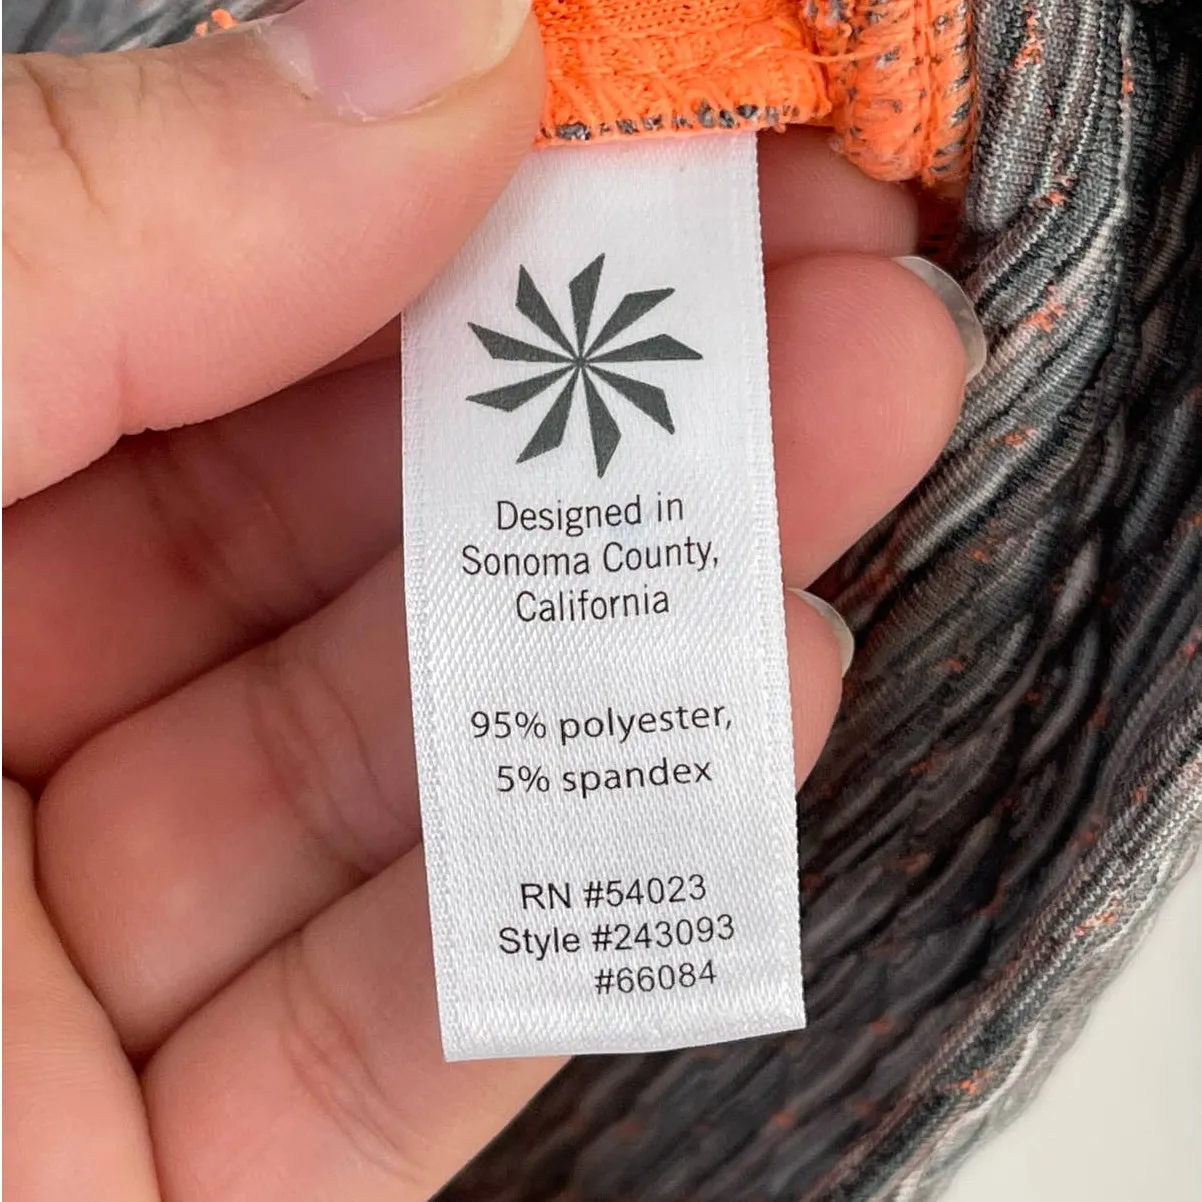 Designed in
Sonoma County,
California
95% polyester,
5% spandex
RN #54023
Style #243093
#66084